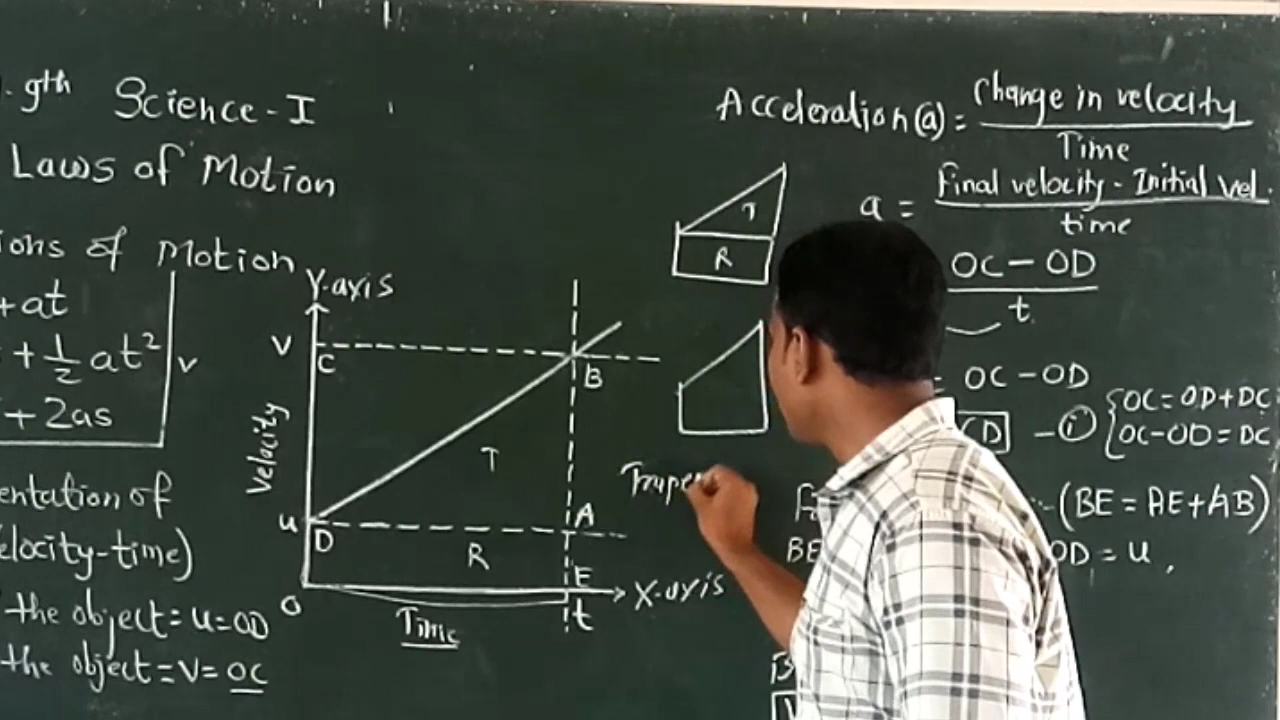 9th Science-I
Laws of Motion
ions of Motion
+ at
+ 1/2 at²
+ 2as
v
entation of
elocity-time)
the object = u = OD
the object = V = OC
Y-axis
V
C
B
Velocity
T
u
D
A
R
E
O
X-axis
t
Time
T
R
Trape
Acceleration (a) = Change in velocity
Time
a = Final velocity - Initial vel.
time
OC - OD
t
= OC - OD
D - (i) { OC = OD + DC
{ OC - OD = DC
(BE = AE + AB)
BE
OD = u,